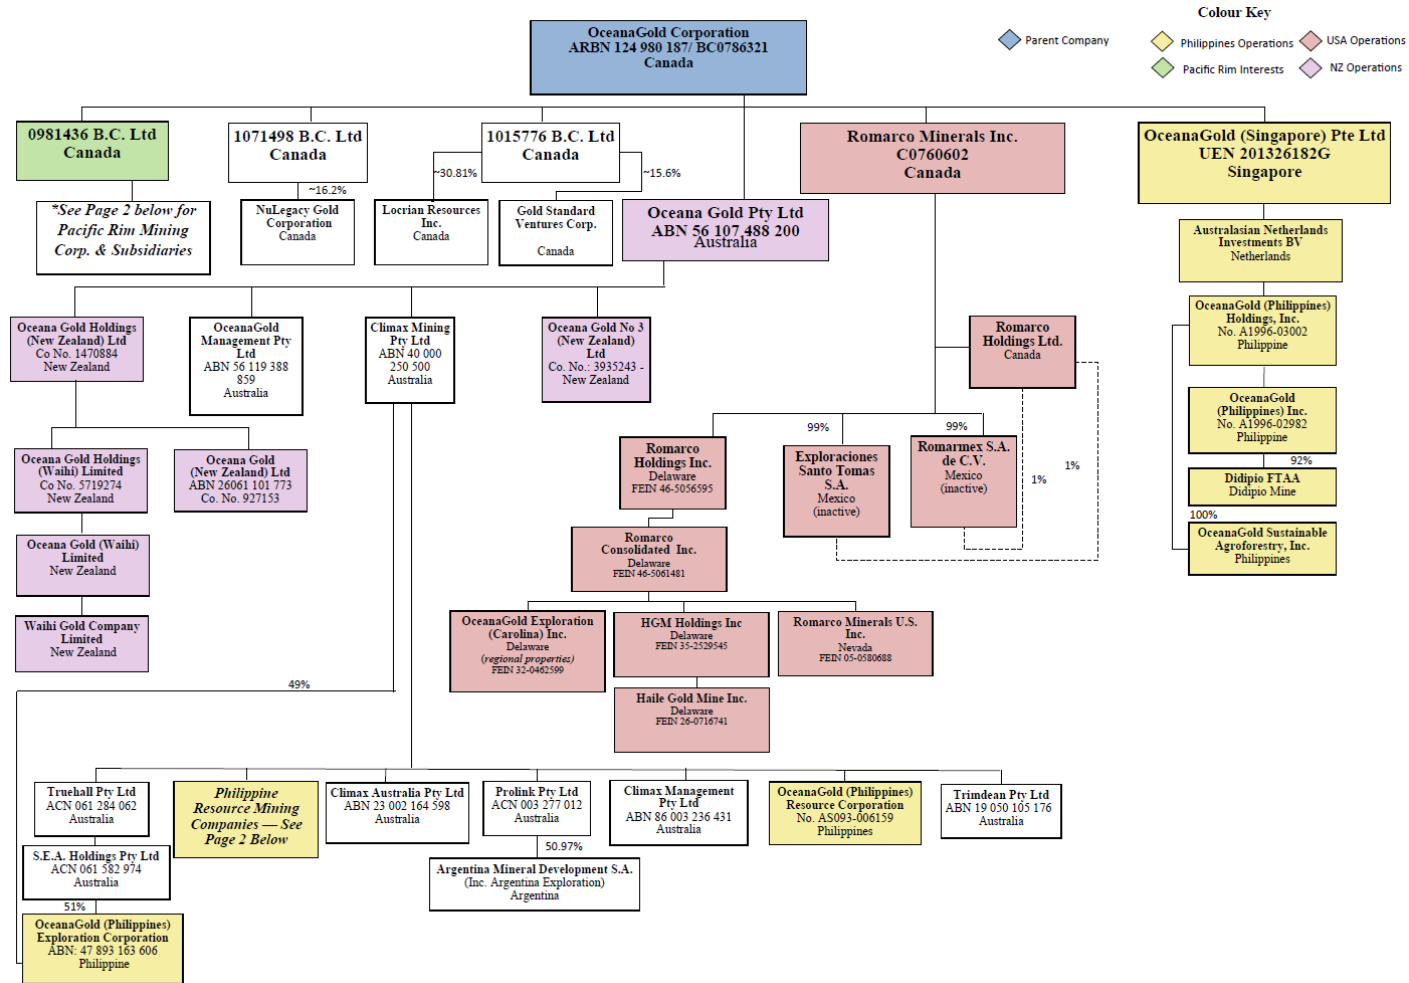 Colour Key
Parent Company
Philippines Operations
USA Operations
Pacific Rim Interests
NZ Operations
OceanaGold Corporation
ARBN 124 980 187/ BC0786321
Canada
0981436 B.C. Ltd
Canada
1071498 B.C. Ltd
Canada
1015776 B.C. Ltd
Canada
Romarco Minerals Inc.
C0760602
Canada
OceanaGold (Singapore) Pte Ltd
UEN 201326182G
Singapore
~16.2%
~30.81%
~15.6%
*See Page 2 below for
Pacific Rim Mining
Corp. & Subsidiaries
NuLegacy Gold
Corporation
Canada
Locrian Resources
Inc.
Canada
Gold Standard
Ventures Corp.
Canada
Oceana Gold Pty Ltd
ABN 56 107 488 200
Australia
Australasian Netherlands
Investments BV
Netherlands
Oceana Gold Holdings
(New Zealand) Ltd
Co No. 1470884
New Zealand
OceanaGold
Management Pty
Ltd
ABN 56 119 388
859
Australia
Climax Mining
Pty Ltd
ABN 40 000
250 500
Australia
Oceana Gold No 3
(New Zealand)
Ltd
Co. No.: 3935243 -
New Zealand
Romarco
Holdings Ltd.
Canada
OceanaGold (Philippines)
Holdings, Inc.
No. A1996-03002
Philippine
OceanaGold
(Philippines) Inc.
No. A1996-02982
Philippine
92%
Didipio FTAA
Didipio Mine
100%
OceanaGold Sustainable
Agroforestry, Inc.
Philippines
Oceana Gold Holdings
(Waihi) Limited
Co No. 5719274
New Zealand
Oceana Gold
(New Zealand) Ltd
ABN 26061 101 773
Co. No. 927153
Romarco
Holdings Inc.
Delaware
FEIN 46-5056595
99%
Exploraciones
Santo Tomas
S.A.
Mexico
(inactive)
99%
Romarmex S.A.
de C.V.
Mexico
(inactive)
1%
1%
Oceana Gold (Waihi)
Limited
New Zealand
Romarco
Consolidated Inc.
Delaware
FEIN 46-5061481
Waihi Gold Company
Limited
New Zealand
OceanaGold Exploration
(Carolina) Inc.
Delaware
(regional properties)
FEIN 32-0462599
HGM Holdings Inc
Delaware
FEIN 35-2529545
Romarco Minerals U.S.
Inc.
Nevada
FEIN 05-0580688
Haile Gold Mine Inc.
Delaware
FEIN 26-0716741
49%
Truehall Pty Ltd
ACN 061 284 062
Australia
Philippine
Resource Mining
Companies — See
Page 2 Below
Climax Australia Pty Ltd
ABN 23 002 164 598
Australia
Prolink Pty Ltd
ACN 003 277 012
Australia
Climax Management
Pty Ltd
ABN 86 003 236 431
Australia
OceanaGold (Philippines)
Resource Corporation
No. AS093-006159
Philippines
Trimdean Pty Ltd
ABN 19 050 105 176
Australia
S.E.A. Holdings Pty Ltd
ACN 061 582 974
Australia
50.97%
Argentina Mineral Development S.A.
(Inc. Argentina Exploration)
Argentina
51%
OceanaGold (Philippines)
Exploration Corporation
ABN: 47 893 163 606
Philippine